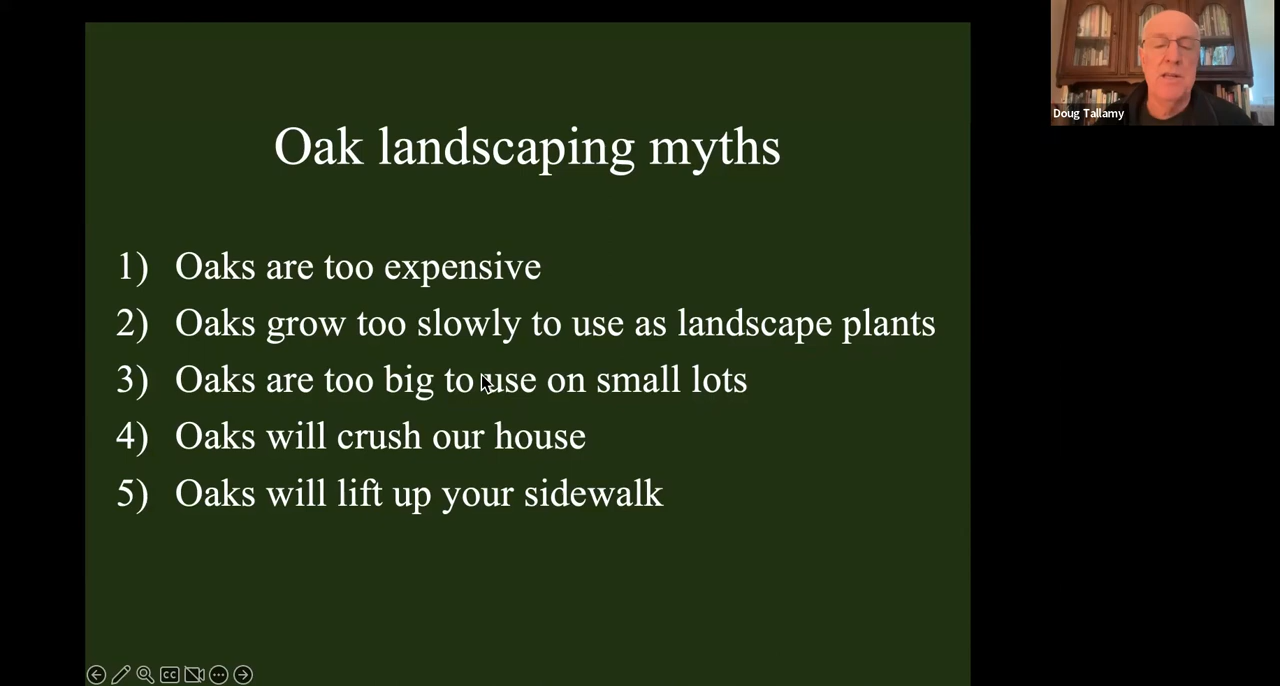 Oak landscaping myths
1) Oaks are too expensive
2) Oaks grow too slowly to use as landscape plants
3) Oaks are too big to use on small lots
4) Oaks will crush our house
5) Oaks will lift up your sidewalk
Doug Tallamy
CC